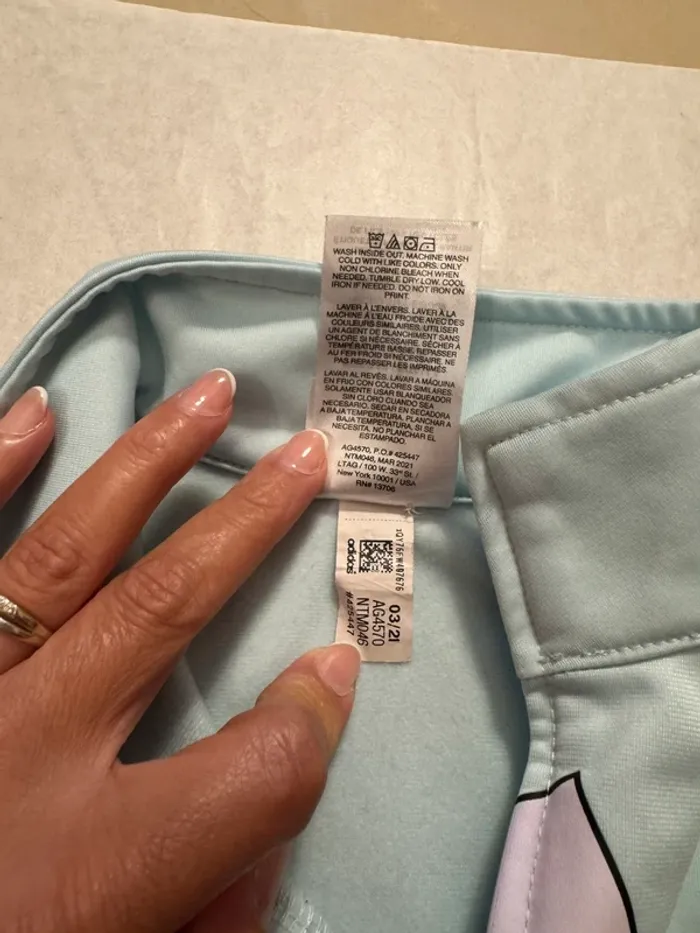 WASH INSIDE OUT. MACHINE WASH
COLD WITH LIKE COLORS. ONLY
NON CHLORINE BLEACH WHEN
NEEDED. TUMBLE DRY LOW. COOL
IRON IF NEEDED. DO NOT IRON ON
PRINT.
LAVER À L'ENVERS. LAVER À LA
MACHINE À L'EAU FROIDE AVEC DES
COULEURS SIMILAIRES. UTILISER
UN AGENT DE BLANCHIMENT SANS
CHLORE SI NÉCESSAIRE. SÉCHER À
TEMPÉRATURE BASSE. REPASSER
AU FER FROID SI NÉCESSAIRE. NE
PAS REPASSER LES IMPRIMÉS.
LAVAR AL REVÉS. LAVAR A MÁQUINA
EN FRIO CON COLORES SIMILARES.
SOLAMENTE USAR BLANQUEADOR
SIN CLORO CUANDO SEA
NECESARIO. SECAR EN SECADORA
A BAJA TEMPERATURA. PLANCHAR A
BAJA TEMPERATURA, SI SE
NECESITA. NO PLANCHAR EL
ESTAMPADO.
AG4570, P.O.# 425447
NTM046, MAR 2021
LTAG / 100 W. 33rd St. /
New York 10001 / USA
RN# 13706
adidas
03/21
AG4570
NTM046
#425447